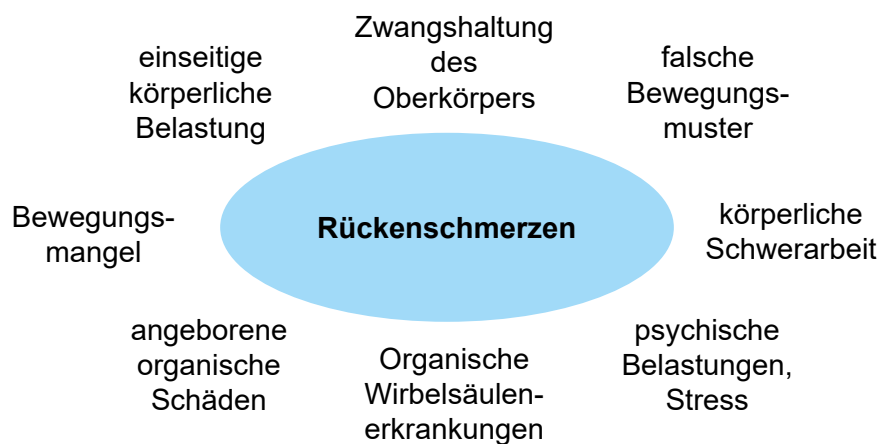 einseitige
körperliche
Belastung
Zwangshaltung
des
Oberkörpers
falsche
Bewegungs-
muster
Bewegungs-
mangel
Rückenschmerzen
körperliche
Schwerarbeit
angeborene
organische
Schäden
Organische
Wirbelsäulen-
erkrankungen
psychische
Belastungen,
Stress